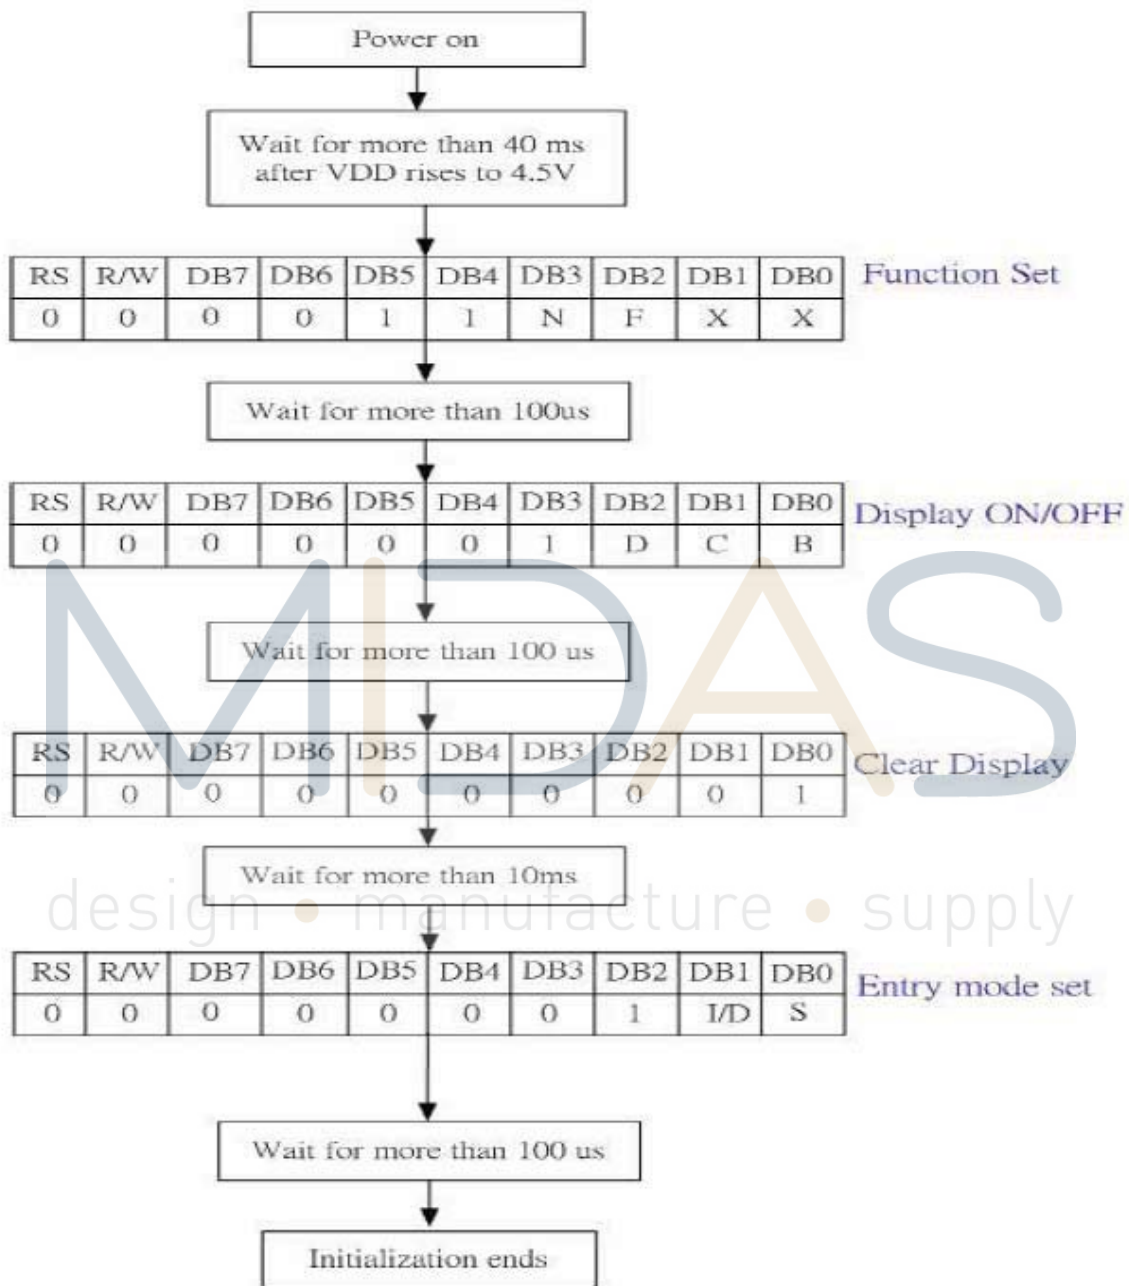 Power on
Wait for more than 40 ms
after VDD rises to 4.5V
RS R/W DB7 DB6 DB5 DB4 DB3 DB2 DB1 DB0 Function Set
0 0 0 0 1 1 N F X X
Wait for more than 100us
RS R/W DB7 DB6 DB5 DB4 DB3 DB2 DB1 DB0 Display ON/OFF
0 0 0 0 0 0 1 D C B
MIDAS
Wait for more than 100 us
RS R/W DB7 DB6 DB5 DB4 DB3 DB2 DB1 DB0 Clear Display
0 0 0 0 0 0 0 0 0 1
Wait for more than 10ms
design • manufacture • supply
RS R/W DB7 DB6 DB5 DB4 DB3 DB2 DB1 DB0 Entry mode set
0 0 0 0 0 0 0 1 I/D S
Wait for more than 100 us
Initialization ends